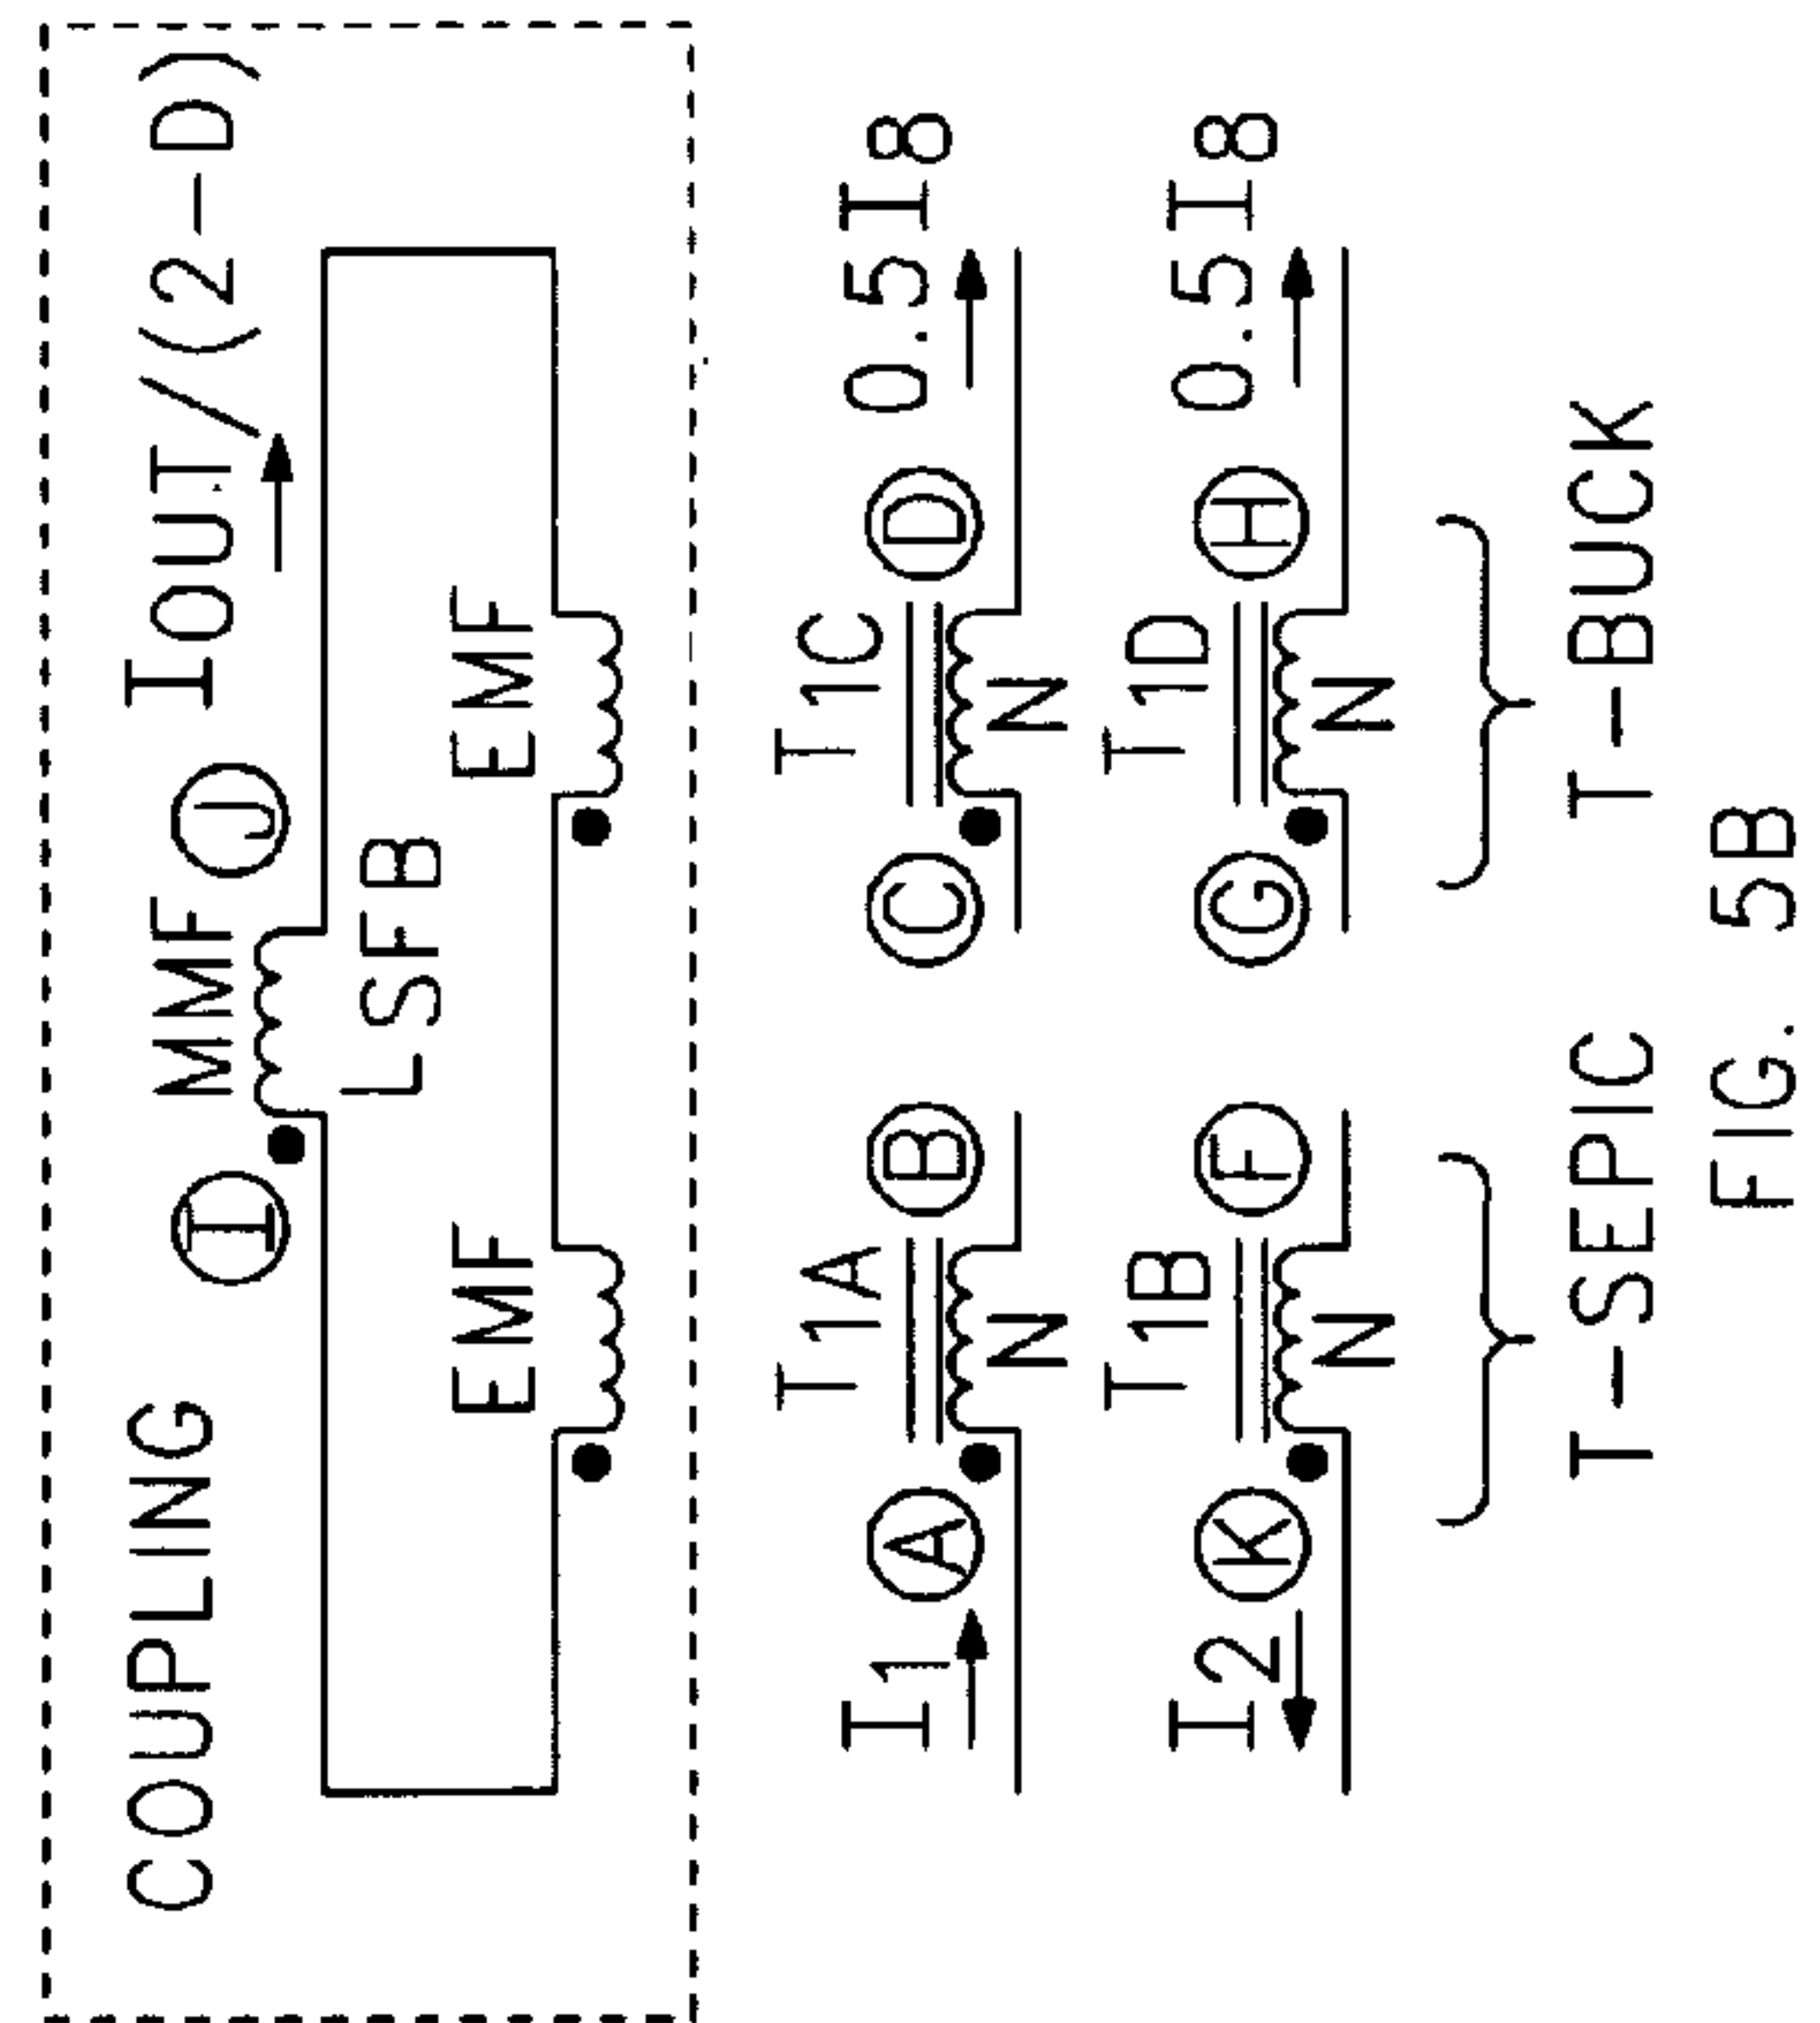 COUPLING
I MMF J IOUT/(2-D)
LSFB
EMF EMF
T1A T1C
I1 A B C D 0.5I8
N N
T1B T1D
I2 K F G H 0.5I8
N N
T-SEPIC T-BUCK
FIG. 5B